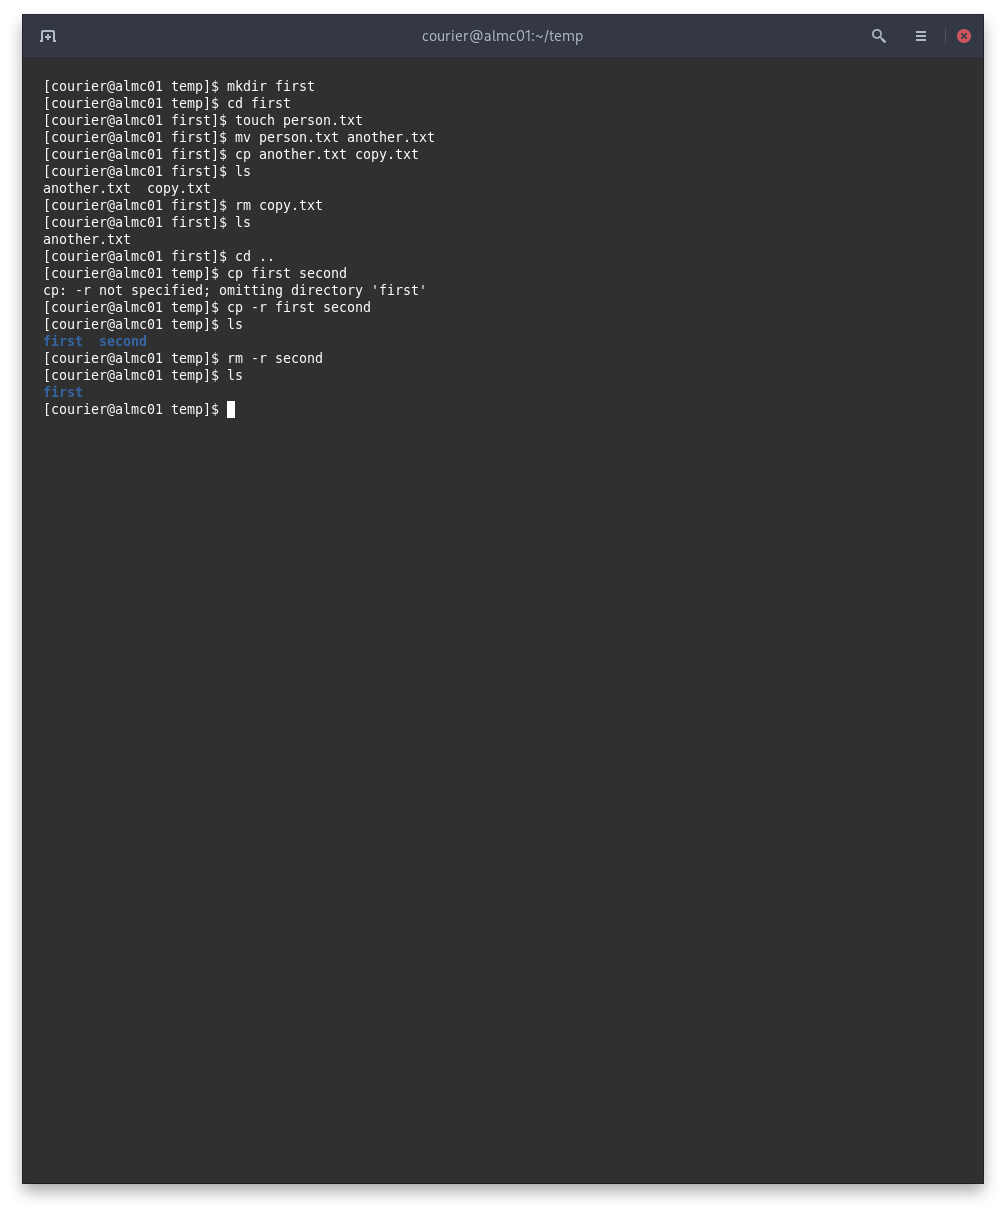 courier@almc01:~/temp
[courier@almc01 temp]$ mkdir first
[courier@almc01 temp]$ cd first
[courier@almc01 first]$ touch person.txt
[courier@almc01 first]$ mv person.txt another.txt
[courier@almc01 first]$ cp another.txt copy.txt
[courier@almc01 first]$ ls
another.txt  copy.txt
[courier@almc01 first]$ rm copy.txt
[courier@almc01 first]$ ls
another.txt
[courier@almc01 first]$ cd ..
[courier@almc01 temp]$ cp first second
cp: -r not specified; omitting directory 'first'
[courier@almc01 temp]$ cp -r first second
[courier@almc01 temp]$ ls
first  second
[courier@almc01 temp]$ rm -r second
[courier@almc01 temp]$ ls
first
[courier@almc01 temp]$